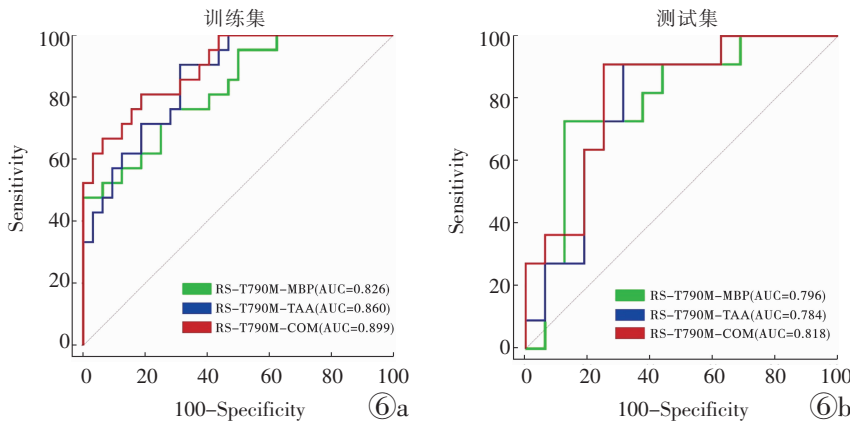 训练集
100
80
60
40
20
0
Sensitivity
RS-T790M-MBP(AUC=0.826)
RS-T790M-TAA(AUC=0.860)
RS-T790M-COM(AUC=0.899)
0 20 40 60 80 100
100-Specificity
⑥a
测试集
100
80
60
40
20
0
Sensitivity
RS-T790M-MBP(AUC=0.796)
RS-T790M-TAA(AUC=0.784)
RS-T790M-COM(AUC=0.818)
0 20 40 60 80 100
100-Specificity
⑥b